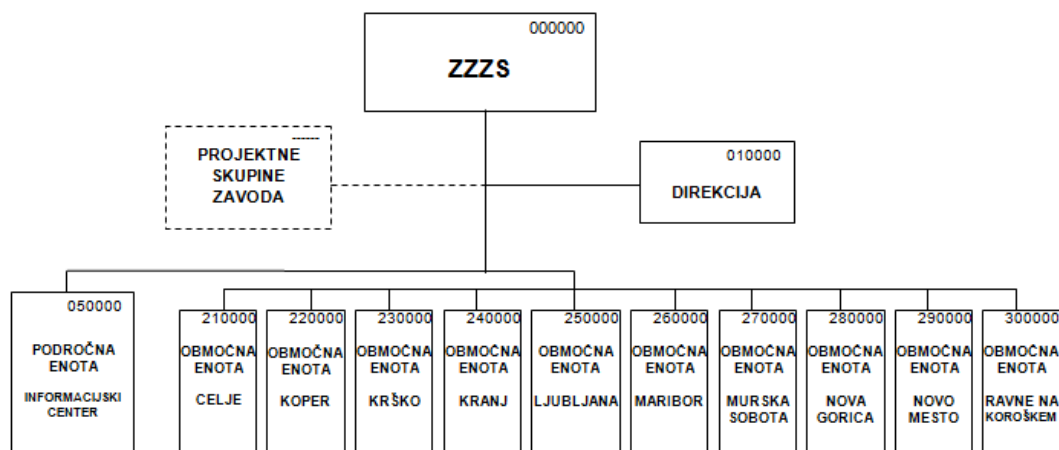 000000
ZZZS
------
PROJEKTNE
SKUPINE
ZAVODA
010000
DIREKCIJA
050000
PODROČNA
ENOTA
INFORMACIJSKI
CENTER
210000
OBMOČNA
ENOTA
CELJE
220000
OBMOČNA
ENOTA
KOPER
230000
OBMOČNA
ENOTA
KRŠKO
240000
OBMOČNA
ENOTA
KRANJ
250000
OBMOČNA
ENOTA
LJUBLJANA
260000
OBMOČNA
ENOTA
MARIBOR
270000
OBMOČNA
ENOTA
MURSKA
SOBOTA
280000
OBMOČNA
ENOTA
NOVA
GORICA
290000
OBMOČNA
ENOTA
NOVO
MESTO
300000
OBMOČNA
ENOTA
RAVNE NA
KOROŠKEM